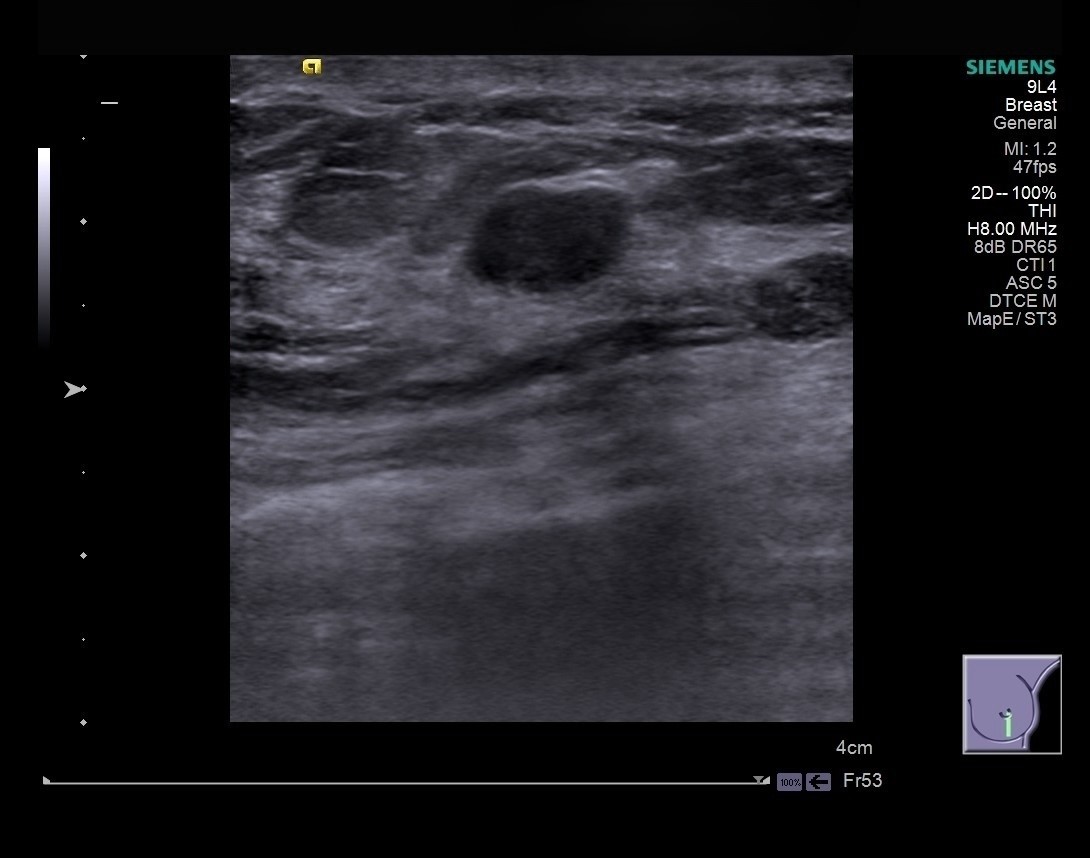 SIEMENS
9L4
Breast
General
MI: 1.2
47fps
2D--100%
THI
H8.00 MHz
8dB DR65
CTI 1
ASC 5
DTCE M
MapE / ST3
4cm
100%
Fr53